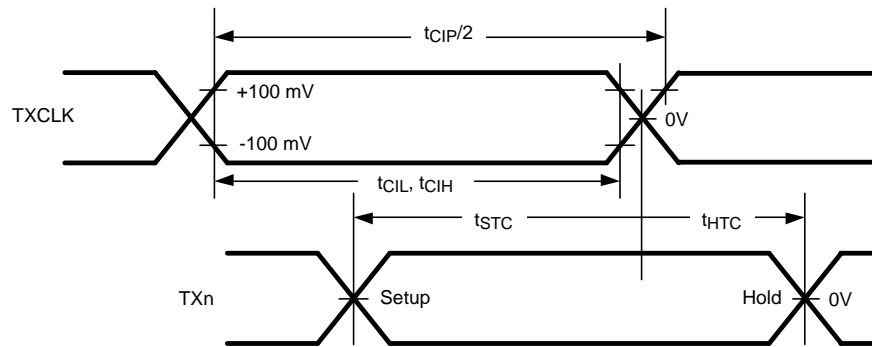 tCIP/2
+100 mV
TXCLK
0V
-100 mV
tCIL, tCIH
tSTC
tHTC
TXn
Setup
Hold
0V